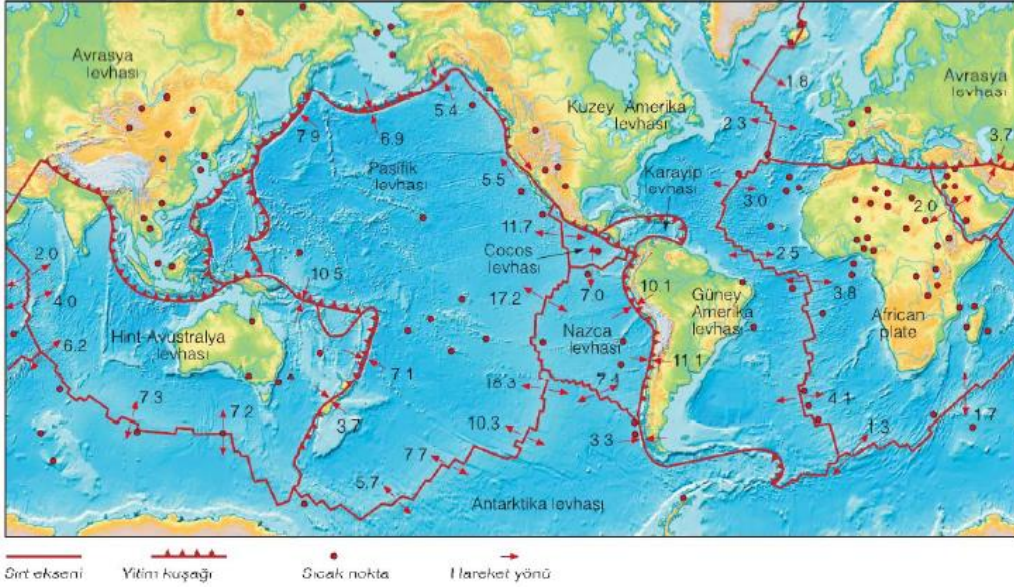 Avrasya
levhası
Avrasya
levhası
Kuzey Amerika
levhası
1.8
2.3
3.7
5.4
7.9
6.9
Pasifik
levhası
Karayip
levhası
5.5
3.0
2.0
11.7
Cocos
levhası
2.5
2.0
4.0
10.5
17.2
7.0
10.1
Güney
Amerika
levhası
3.8
African
plate
6.2
Hint-Avustralya
levhası
Nazca
levhası
7.1
11.1
18.3
7.3
7.2
3.7
10.3
3.3
4.1
1.3
1.7
7.7
5.7
Antarktika levhası
Sırt ekseni Yitim kuşağı Sıcak nokta Hareket yönü